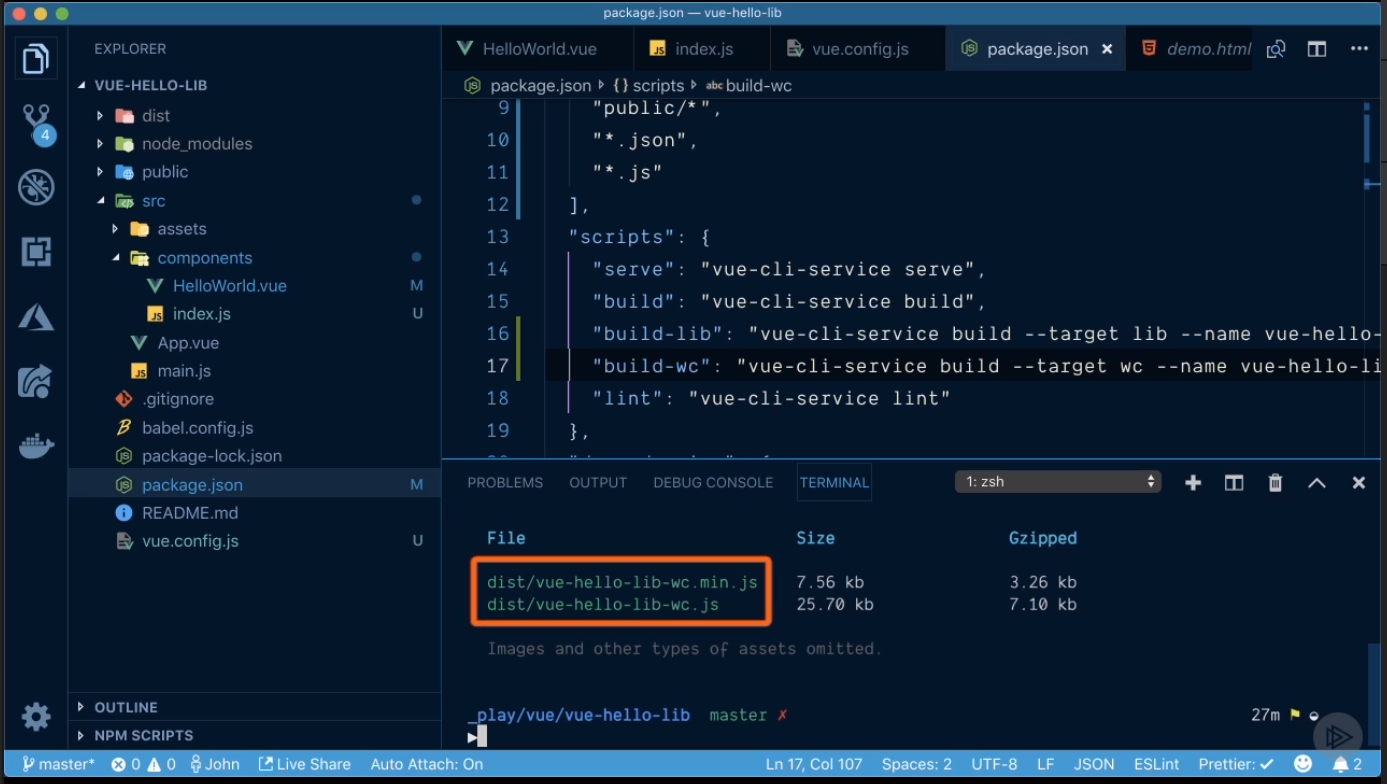 package.json — vue-hello-lib
EXPLORER
VUE-HELLO-LIB
dist
node_modules
public
src
assets
components
HelloWorld.vue M
index.js U
App.vue
main.js
.gitignore
babel.config.js
package-lock.json
package.json M
README.md
vue.config.js U
OUTLINE
NPM SCRIPTS
4
HelloWorld.vue index.js vue.config.js package.json × demo.html
package.json {} scripts abc build-wc
9 "public/*",
10 "*.json",
11 "*.js"
12 ],
13 "scripts": {
14 "serve": "vue-cli-service serve",
15 "build": "vue-cli-service build",
16 "build-lib": "vue-cli-service build --target lib --name vue-hello-
17 "build-wc": "vue-cli-service build --target wc --name vue-hello-li
18 "lint": "vue-cli-service lint"
19 },
PROBLEMS OUTPUT DEBUG CONSOLE TERMINAL 1: zsh
File Size Gzipped
dist/vue-hello-lib-wc.min.js 7.56 kb 3.26 kb
dist/vue-hello-lib-wc.js 25.70 kb 7.10 kb
Images and other types of assets omitted.
_play/vue/vue-hello-lib master ✗ 27m
master* 0 0 John Live Share Auto Attach: On Ln 17, Col 107 Spaces: 2 UTF-8 LF JSON ESLint Prettier: ✓ 2